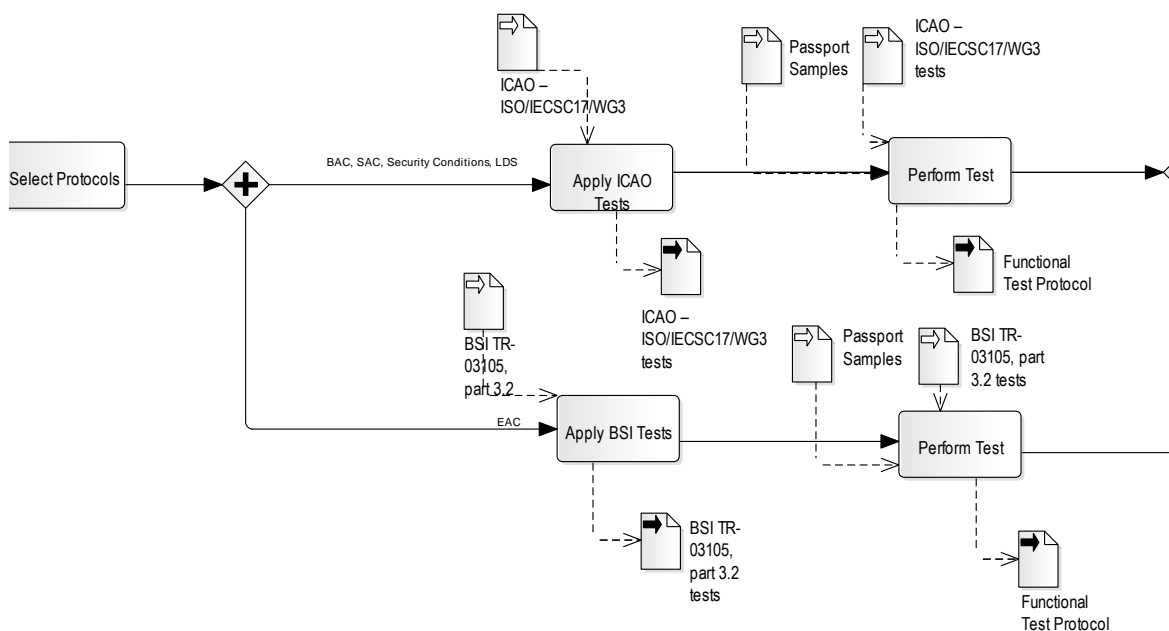 Select Protocols
BAC, SAC, Security Conditions, LDS
ICAO –
ISO/IECSC17/WG3
Apply ICAO
Tests
ICAO –
ISO/IECSC17/WG3
tests
Passport
Samples
ICAO –
ISO/IECSC17/WG3
tests
Perform Test
Functional
Test Protocol
EAC
BSI TR-
03105,
part 3.2
Apply BSI Tests
BSI TR-
03105,
part 3.2
tests
Passport
Samples
BSI TR-
03105, part
3.2 tests
Perform Test
Functional
Test Protocol